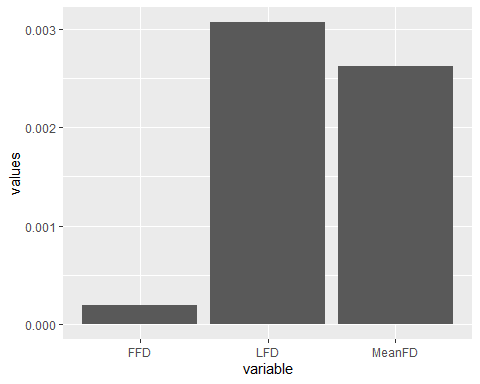 values
0.003
0.002
0.001
0.000
FFD LFD MeanFD
variable